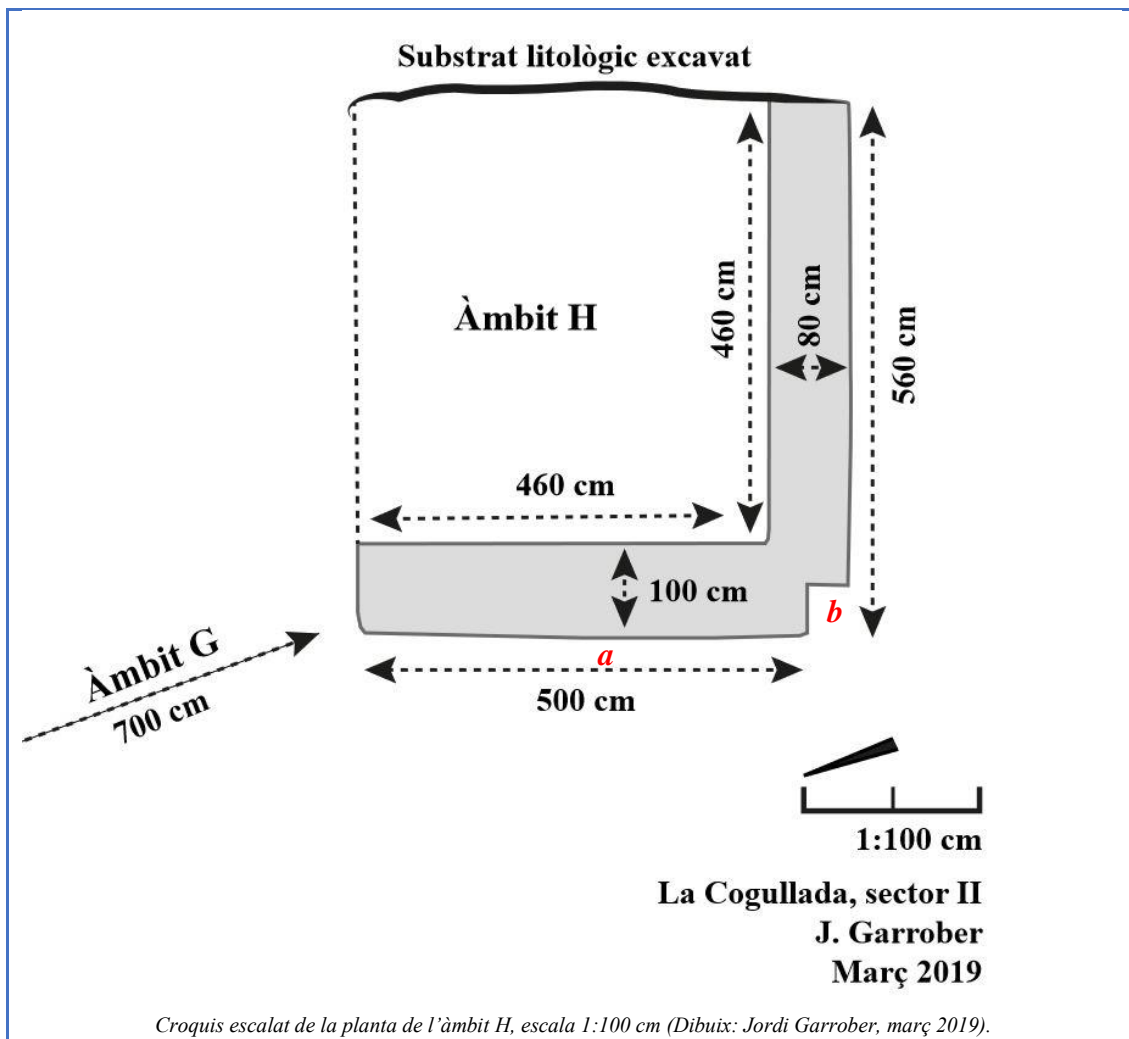 Substrat litològic excavat
Àmbit H
460 cm
80 cm
560 cm
460 cm
100 cm
b
a
Àmbit G
700 cm
500 cm
1:100 cm
La Cogullada, sector II
J. Garrober
Març 2019
Croquis escalat de la planta de l’àmbit H, escala 1:100 cm (Dibuix: Jordi Garrober, març 2019).